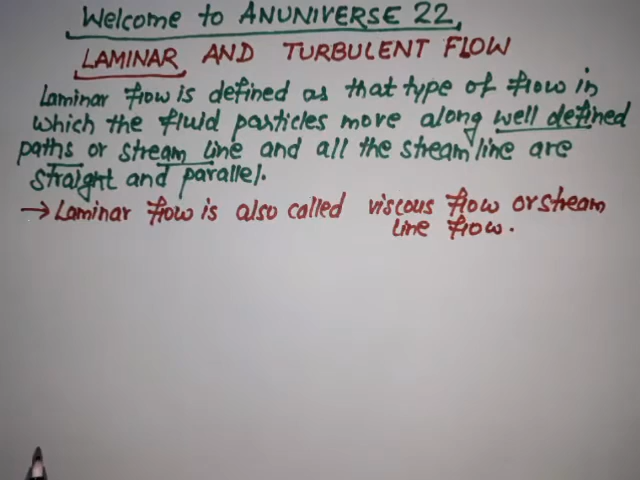 Welcome to ANUNIVERSE 22,
LAMINAR AND TURBULENT FLOW
Laminar flow is defined as that type of flow in
which the fluid particles move along well defined
paths or stream line and all the stream line are
straight and parallel.
→ Laminar flow is also called viscous flow or stream
line flow.